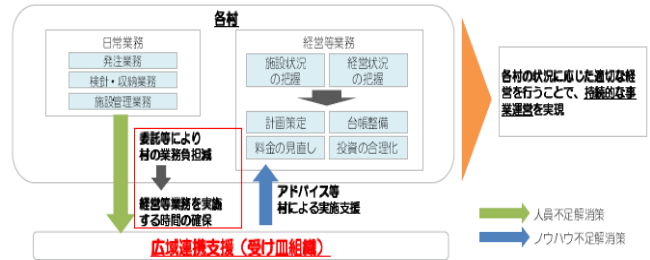 各村
日常業務
発注業務
検針・収納業務
施設管理業務
経営等業務
施設状況
の把握
経営状況
の把握
計画策定
台帳整備
料金の見直し
投資の合理化
委託等により
村の業務負担減
経営等業務を実施
する時間の確保
アドバイス等
村による実施支援
広域連携支援（受け皿組織）
各村の状況に応じた適切な経
営を行うことで、持続的な事
業運営を実現
人員不足解消策
ノウハウ不足解消策